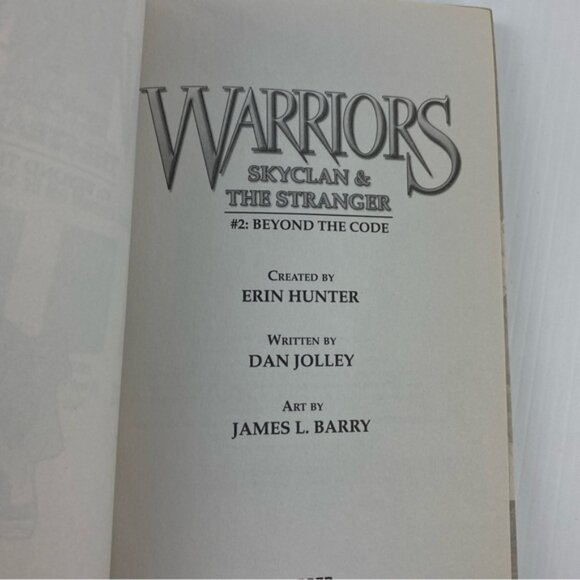 WARRIORS
SKYCLAN &
THE STRANGER
#2: BEYOND THE CODE
CREATED BY
ERIN HUNTER
WRITTEN BY
DAN JOLLEY
ART BY
JAMES L. BARRY